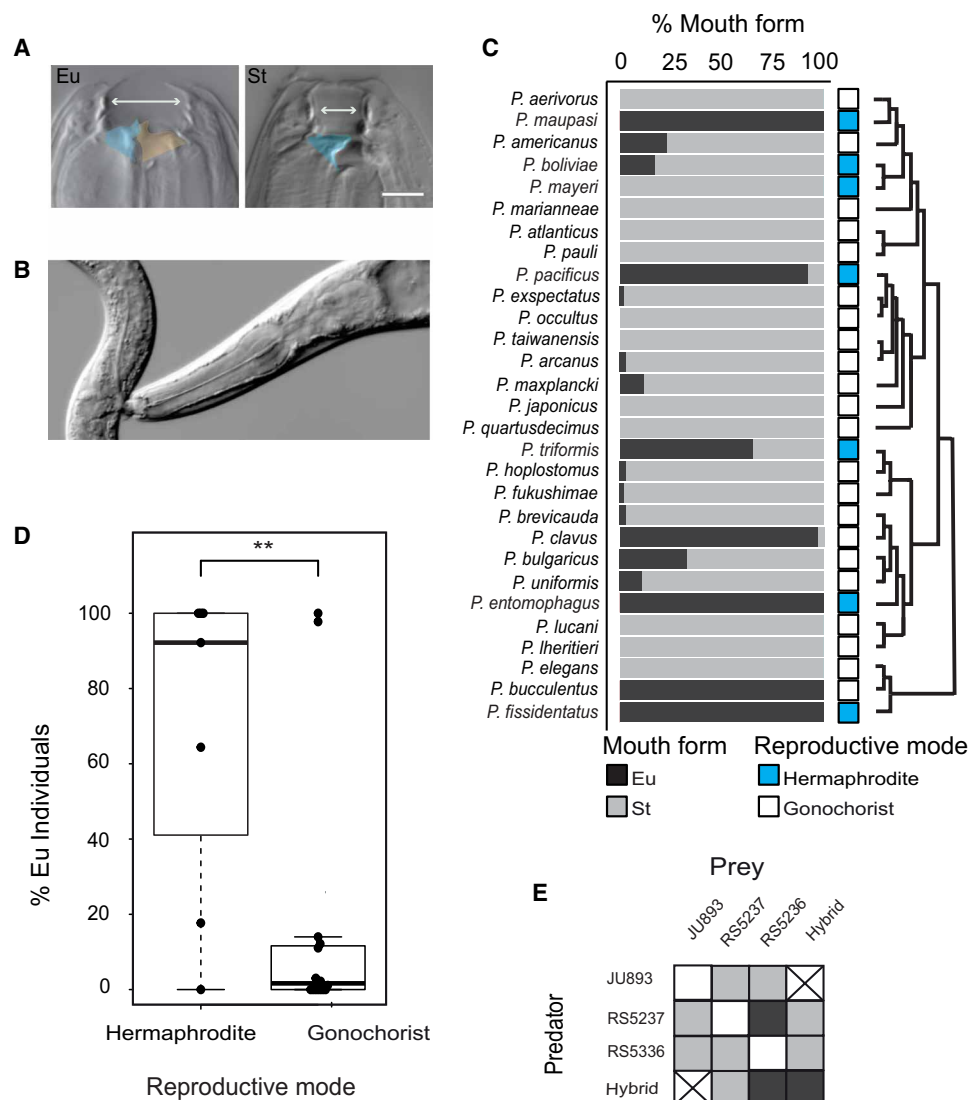 A
Eu
St
B
C
% Mouth form
0 25 50 75 100
P. aerivorus
P. maupasi
P. americanus
P. boliviae
P. mayeri
P. marianneae
P. atlanticus
P. pauli
P. pacificus
P. exspectatus
P. occultus
P. taiwanensis
P. arcanus
P. maxplancki
P. japonicus
P. quartusdecimus
P. triformis
P. hoplostomus
P. fukushimae
P. brevicauda
P. clavus
P. bulgaricus
P. uniformis
P. entomophagus
P. lucani
P. lheritieri
P. elegans
P. bucculentus
P. fissidentatus
Mouth form
Eu
St
Reproductive mode
Hermaphrodite
Gonochorist
D
**
% Eu Individuals
100
80
60
40
20
0
Hermaphrodite Gonochorist
Reproductive mode
E
Prey
JU893 RS5237 RS5236 Hybrid
Predator
JU893
RS5237
RS5336
Hybrid